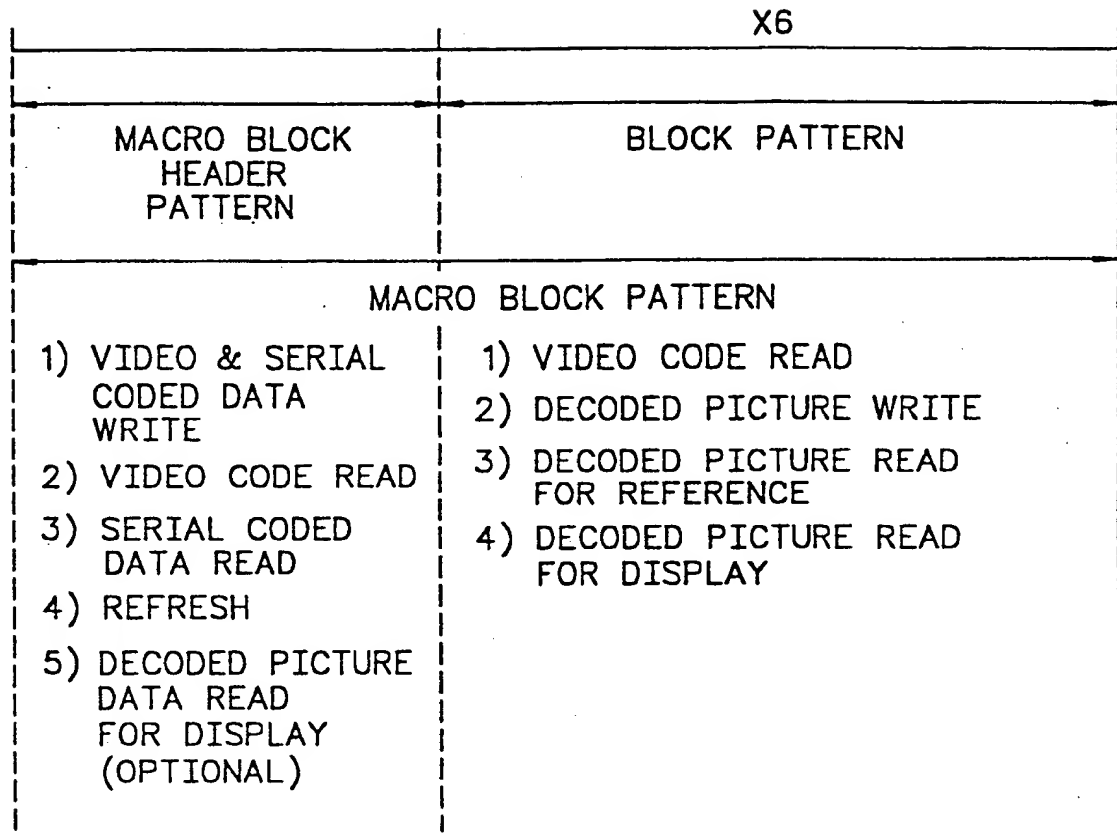 X6
MACRO BLOCK
HEADER
PATTERN
BLOCK PATTERN
MACRO BLOCK PATTERN
1) VIDEO & SERIAL
CODED DATA
WRITE
2) VIDEO CODE READ
3) SERIAL CODED
DATA READ
4) REFRESH
5) DECODED PICTURE
DATA READ
FOR DISPLAY
(OPTIONAL)
1) VIDEO CODE READ
2) DECODED PICTURE WRITE
3) DECODED PICTURE READ
FOR REFERENCE
4) DECODED PICTURE READ
FOR DISPLAY